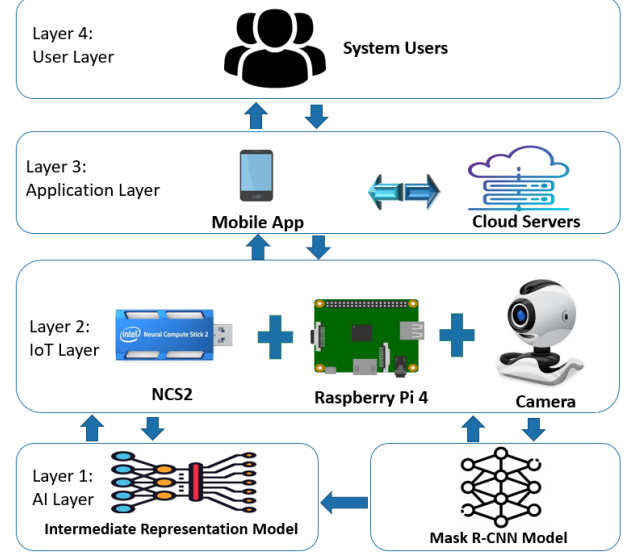 Layer 4:
User Layer
System Users
Layer 3:
Application Layer
Mobile App
Cloud Servers
Layer 2:
IoT Layer
intel Neural Compute Stick 2
NCS2
Raspberry Pi 4
Camera
Layer 1:
AI Layer
Intermediate Representation Model
Mask R-CNN Model